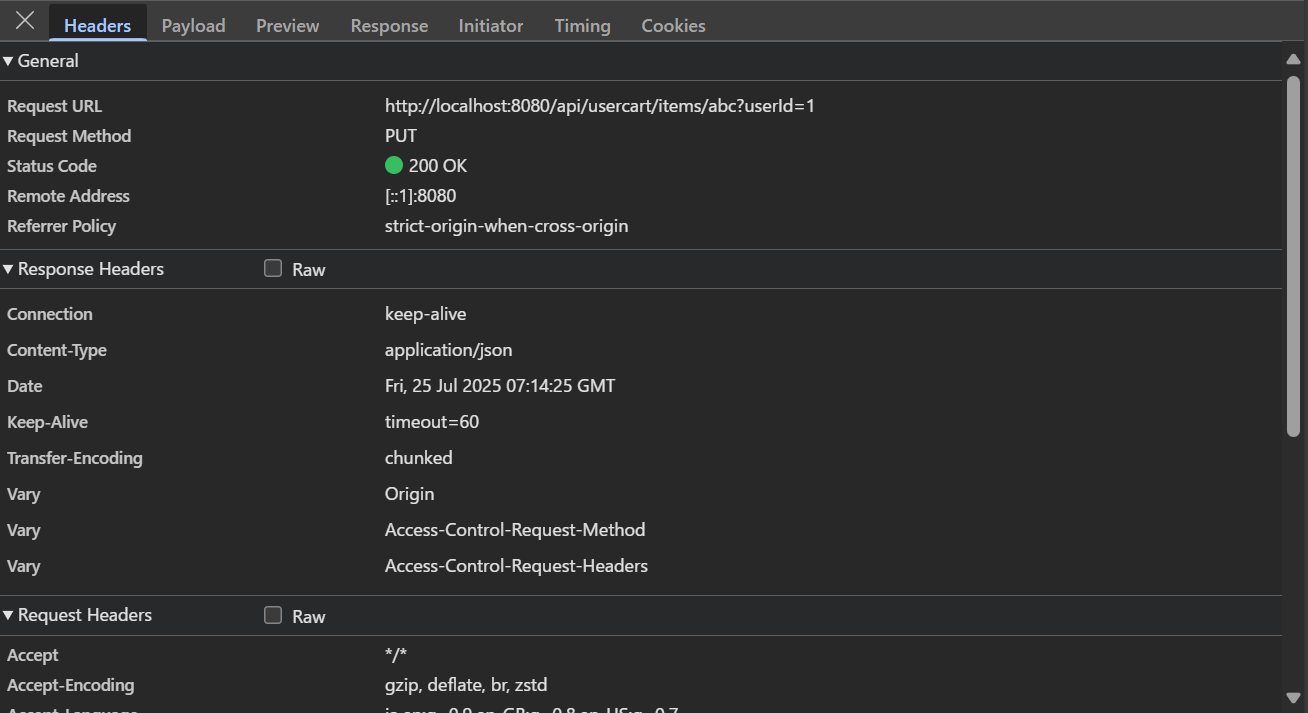 Headers Payload Preview Response Initiator Timing Cookies
General
Request URL http://localhost:8080/api/usercart/items/abc?userId=1
Request Method PUT
Status Code 200 OK
Remote Address [::1]:8080
Referrer Policy strict-origin-when-cross-origin
Response Headers Raw
Connection keep-alive
Content-Type application/json
Date Fri, 25 Jul 2025 07:14:25 GMT
Keep-Alive timeout=60
Transfer-Encoding chunked
Vary Origin
Vary Access-Control-Request-Method
Vary Access-Control-Request-Headers
Request Headers Raw
Accept */*
Accept-Encoding gzip, deflate, br, zstd
Accept-Language